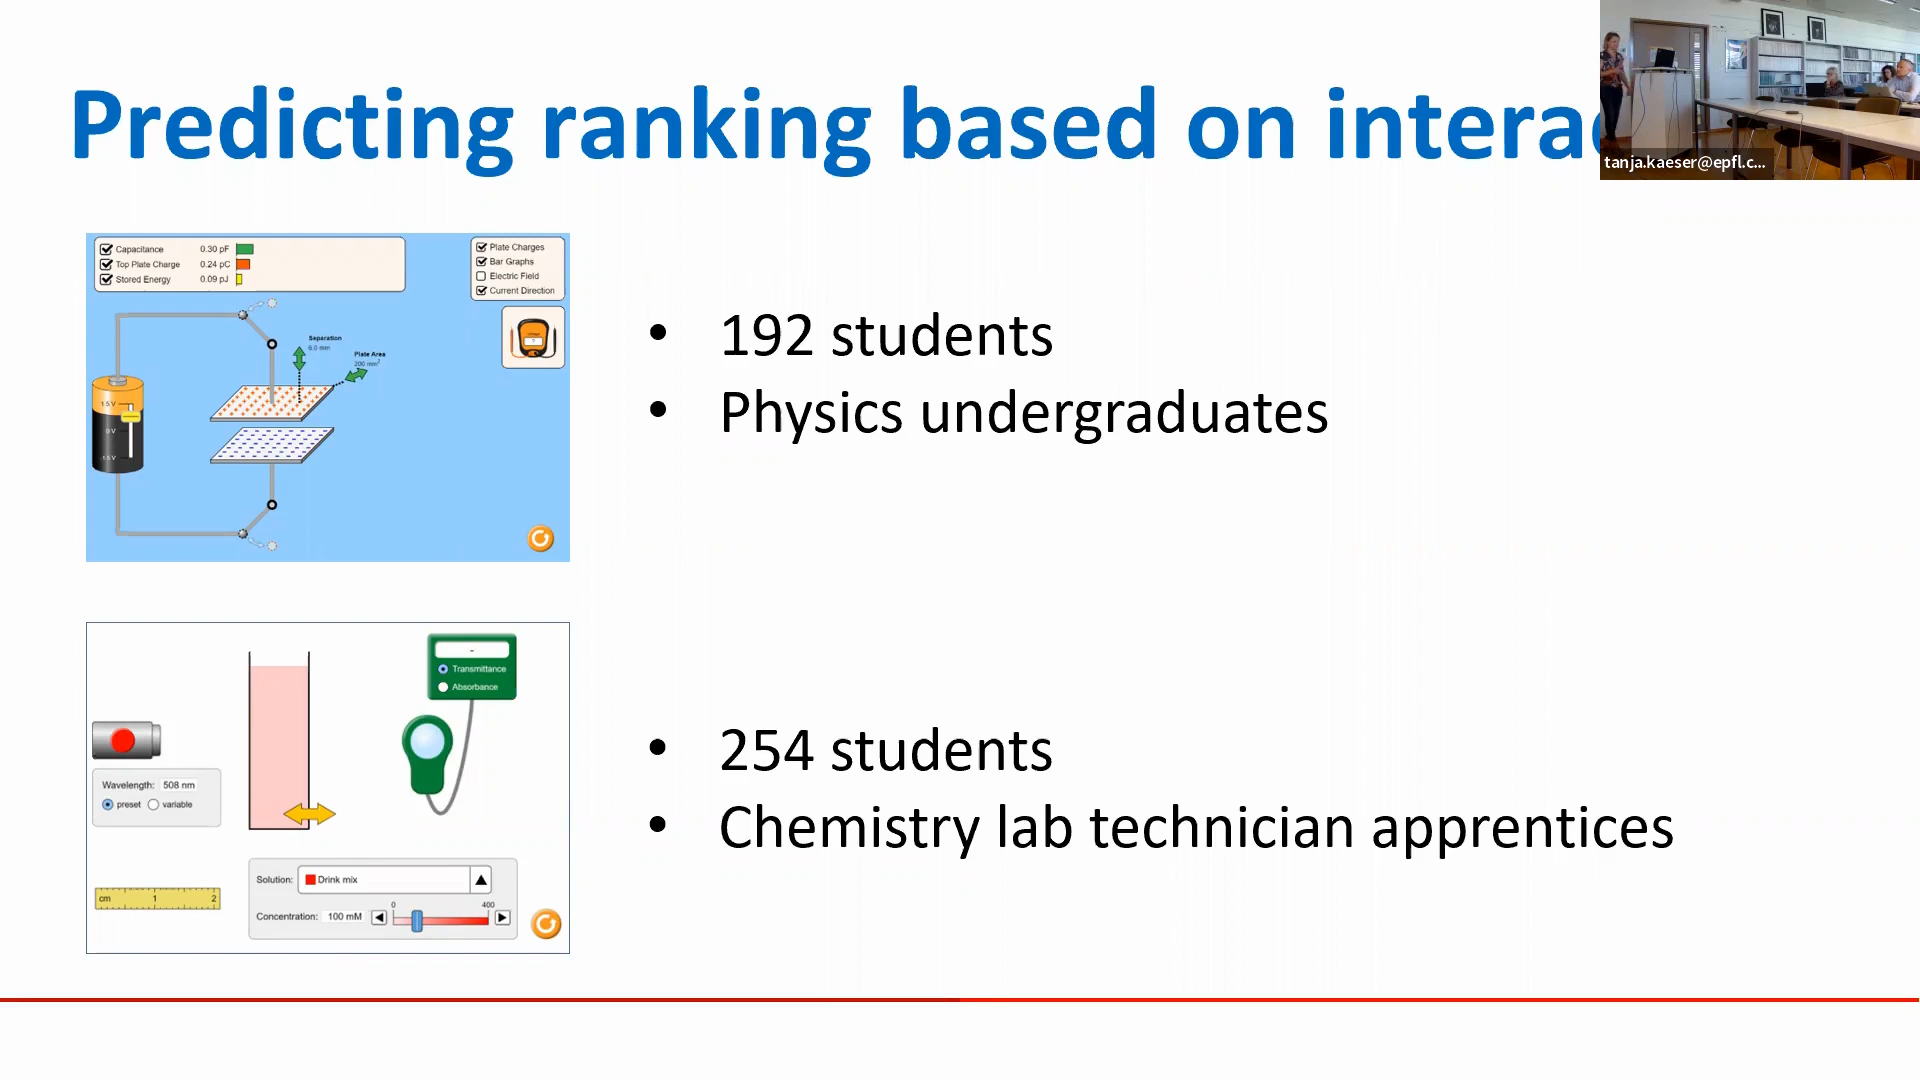 Predicting ranking based on interac
tanja.kaeser@epfl.c...
Capacitance 0.30 pF
Top Plate Charge 0.24 pC
Stored Energy 0.09 pJ
Plate Charges
Bar Graphs
Electric Field
Current Direction
Separation
6.0 mm
Plate Area
200 mm²
1.5 V
0 V
-1.5 V
• 192 students
• Physics undergraduates
-
Transmittance
Absorbance
Wavelength: 508 nm
preset variable
cm 1 2
Solution: Drink mix
0 400
Concentration: 100 mM
• 254 students
• Chemistry lab technician apprentices